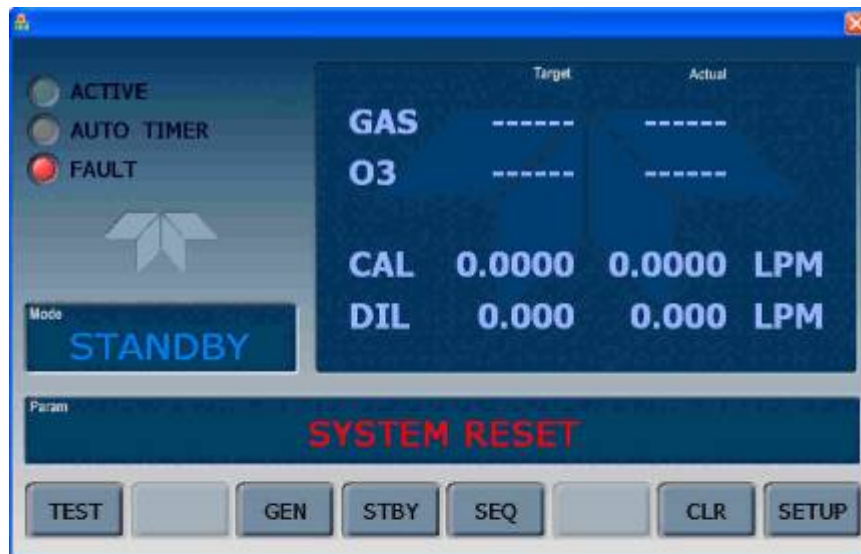 ACTIVE
AUTO TIMER
FAULT
Mode
STANDBY
Target Actual
GAS ------ ------
O3 ------ ------
CAL 0.0000 0.0000 LPM
DIL 0.000 0.000 LPM
Param
SYSTEM RESET
TEST GEN STBY SEQ CLR SETUP